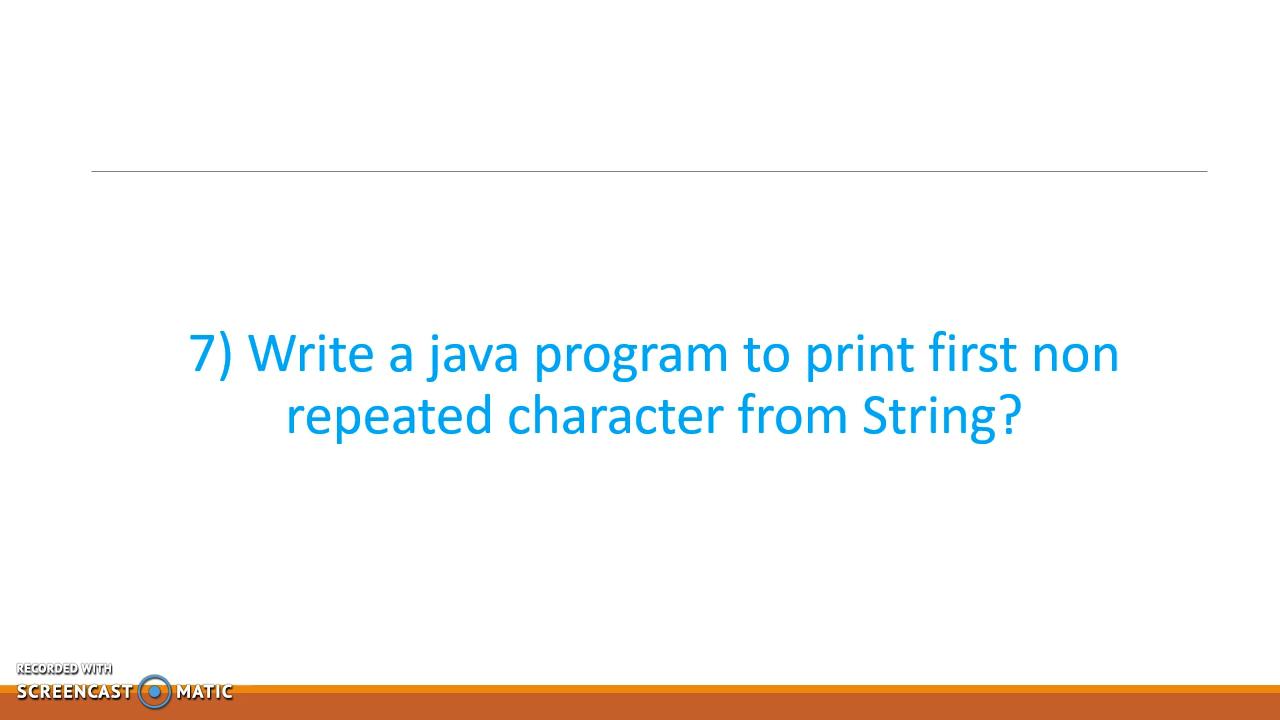 7) Write a java program to print first non
repeated character from String?
RECORDED WITH
SCREENCAST MATIC